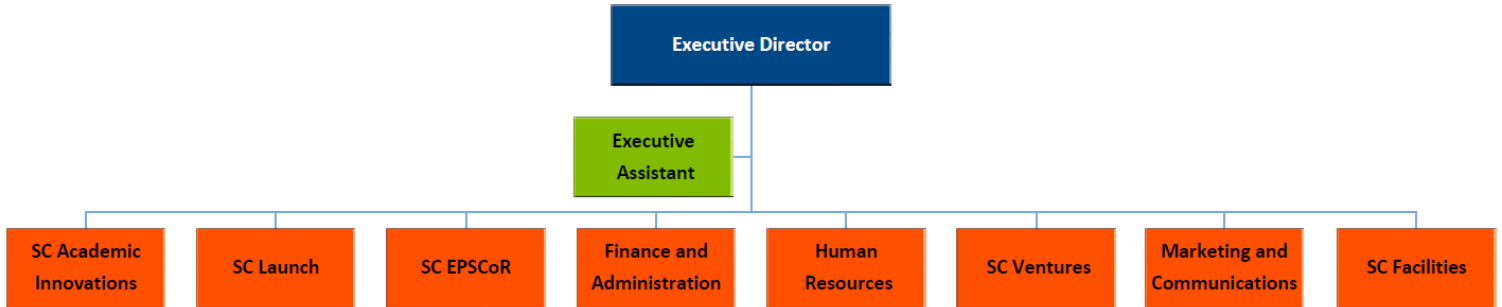 Executive Director
Executive
Assistant
SC Academic
Innovations
SC Launch
SC EPSCoR
Finance and
Administration
Human
Resources
SC Ventures
Marketing and
Communications
SC Facilities